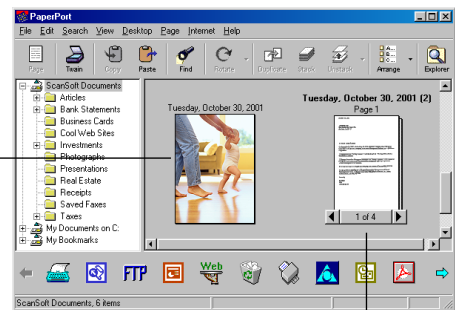 PaperPort
File Edit Search View Desktop Page Internet Help
Page Twain Copy Paste Find Rotate Duplicate Stack Unstack Arrange Explorer
ScanSoft Documents
Articles
Bank Statements
Business Cards
Cool Web Sites
Investments
Photographs
Presentations
Real Estate
Receipts
Saved Faxes
Taxes
My Documents on C:
My Bookmarks
Tuesday, October 30, 2001
Tuesday, October 30, 2001 (2)
Page 1
1 of 4
FTP
Web
ScanSoft Documents, 6 items